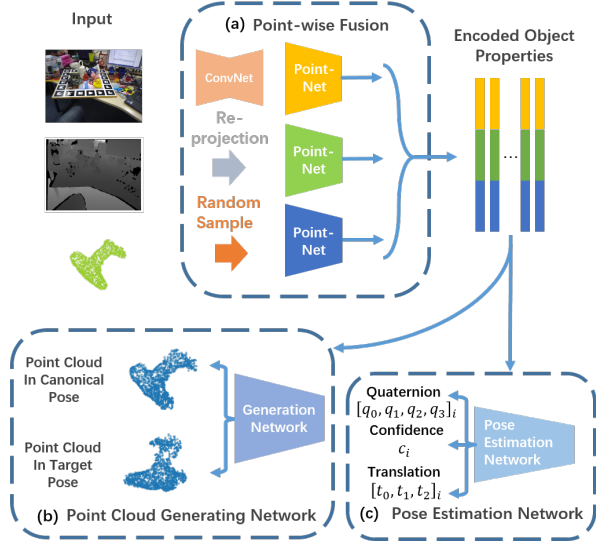 Input
(a) Point-wise Fusion
ConvNet
Point-
Net
Re-
projection
Point-
Net
Random
Sample
Point-
Net
Encoded Object
Properties
...
Point Cloud
In Canonical
Pose
Point Cloud
In Target
Pose
Generation
Network
(b) Point Cloud Generating Network
Quaternion
[q₀, q₁, q₂, q₃]ᵢ
Confidence
cᵢ
Translation
[t₀, t₁, t₂]ᵢ
Pose
Estimation
Network
(c) Pose Estimation Network